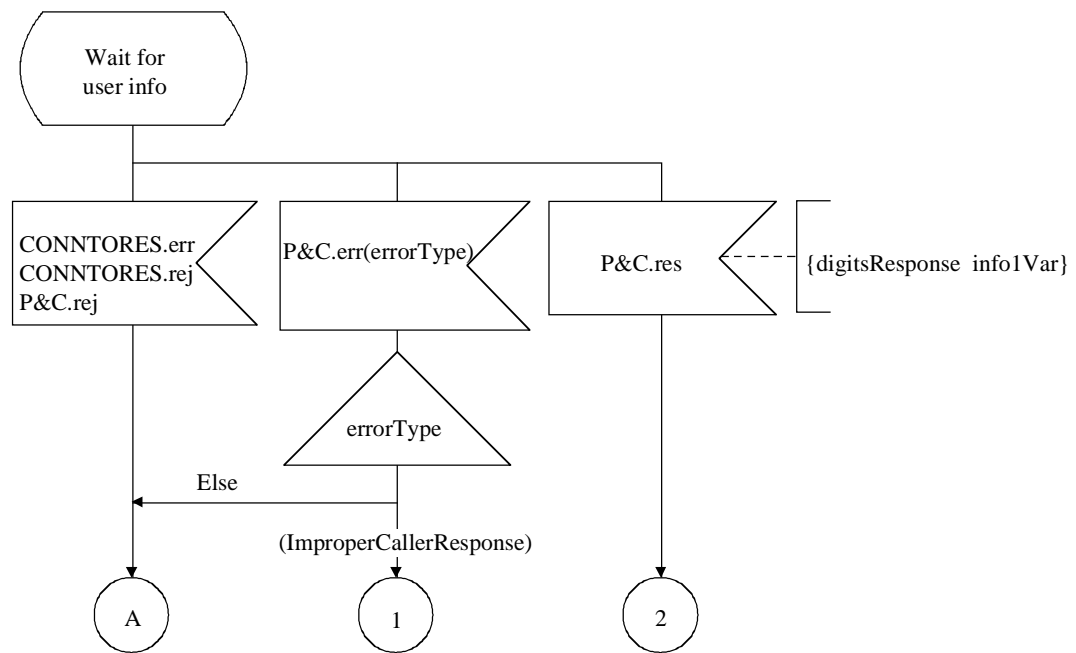 Wait for
user info
CONNTORES.err
CONNTORES.rej
P&C.rej
P&C.err(errorType)
P&C.res
{digitsResponse info1Var}
errorType
Else
(ImproperCallerResponse)
A
1
2